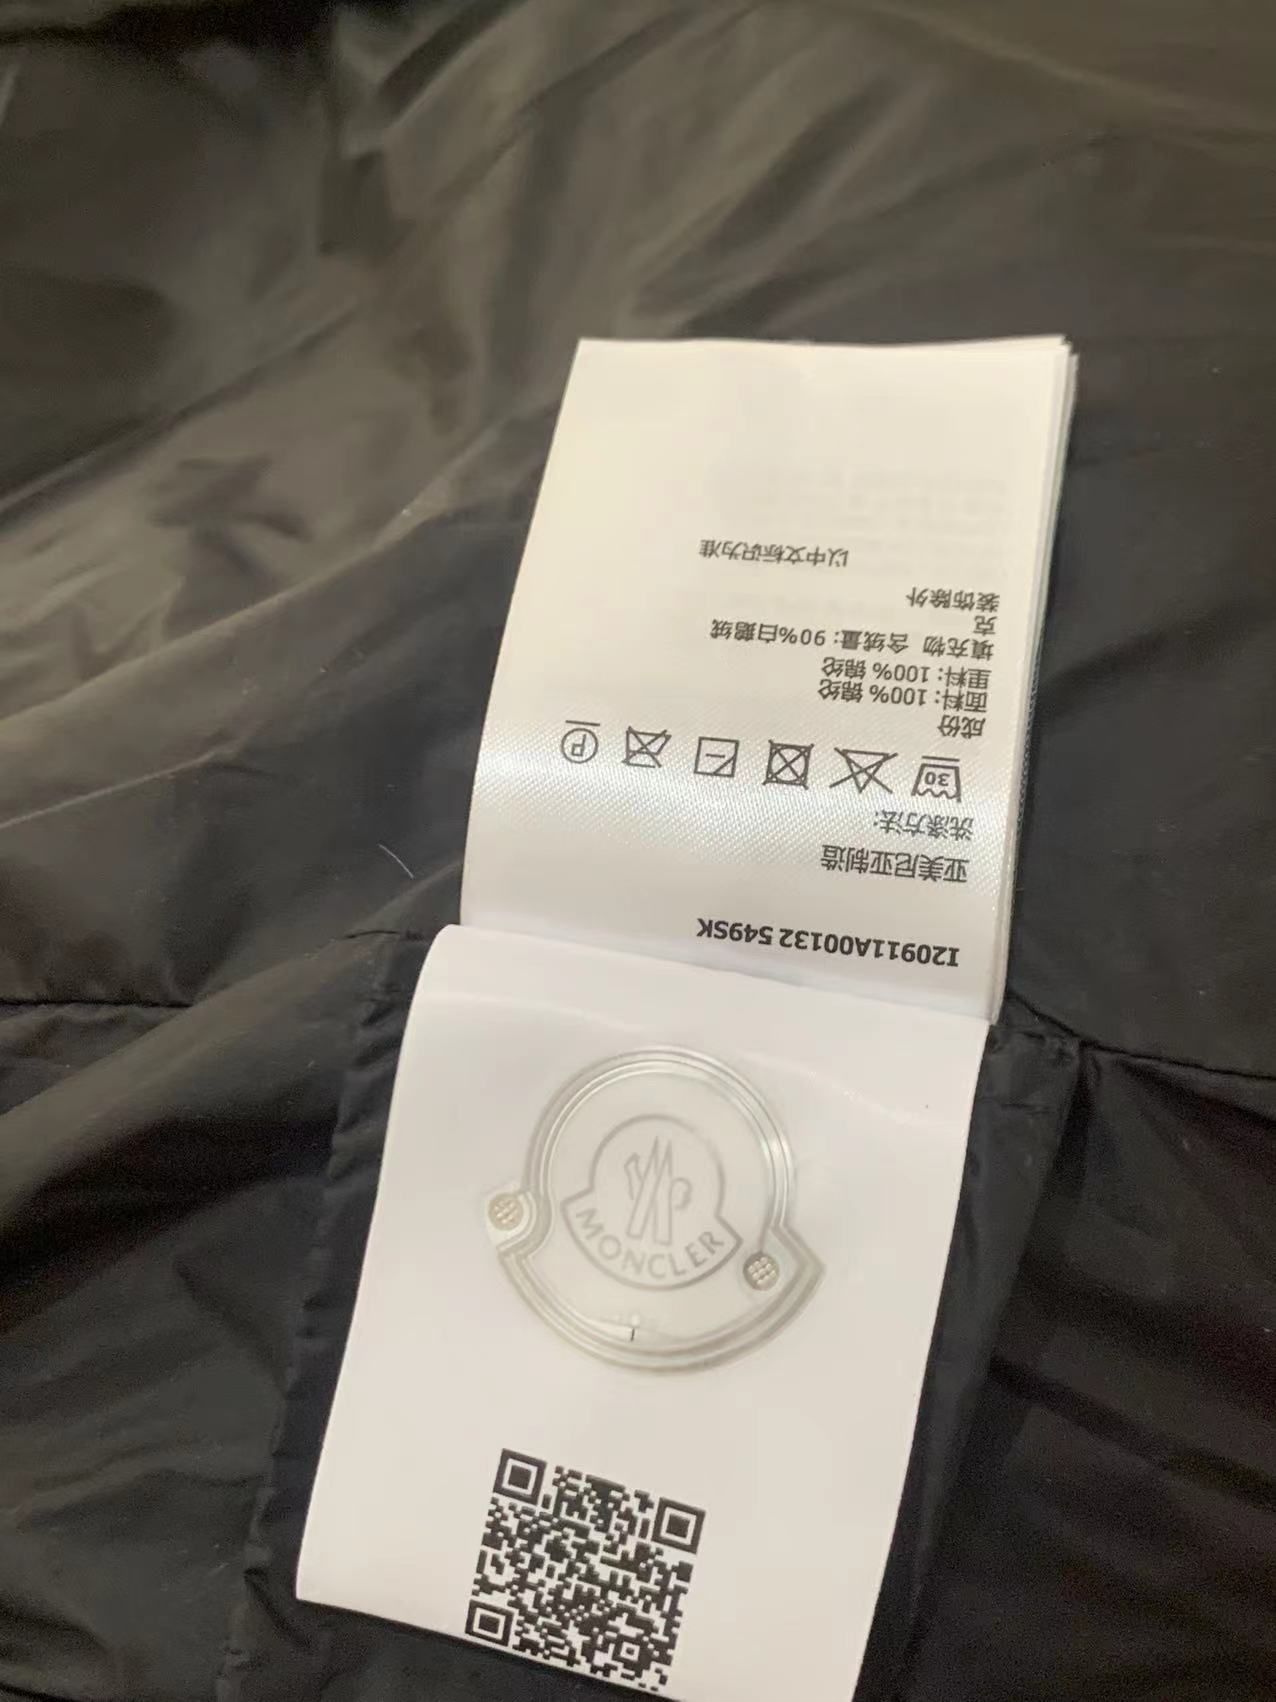 I20911A00132 549SK
亚美尼亚制造
洗涤方法:
30
P
成份
面料: 100% 锦纶
里料: 100% 锦纶
填充物 含绒量: 90%白鹅绒
克
装饰除外
以中文标识为准
MONCLER